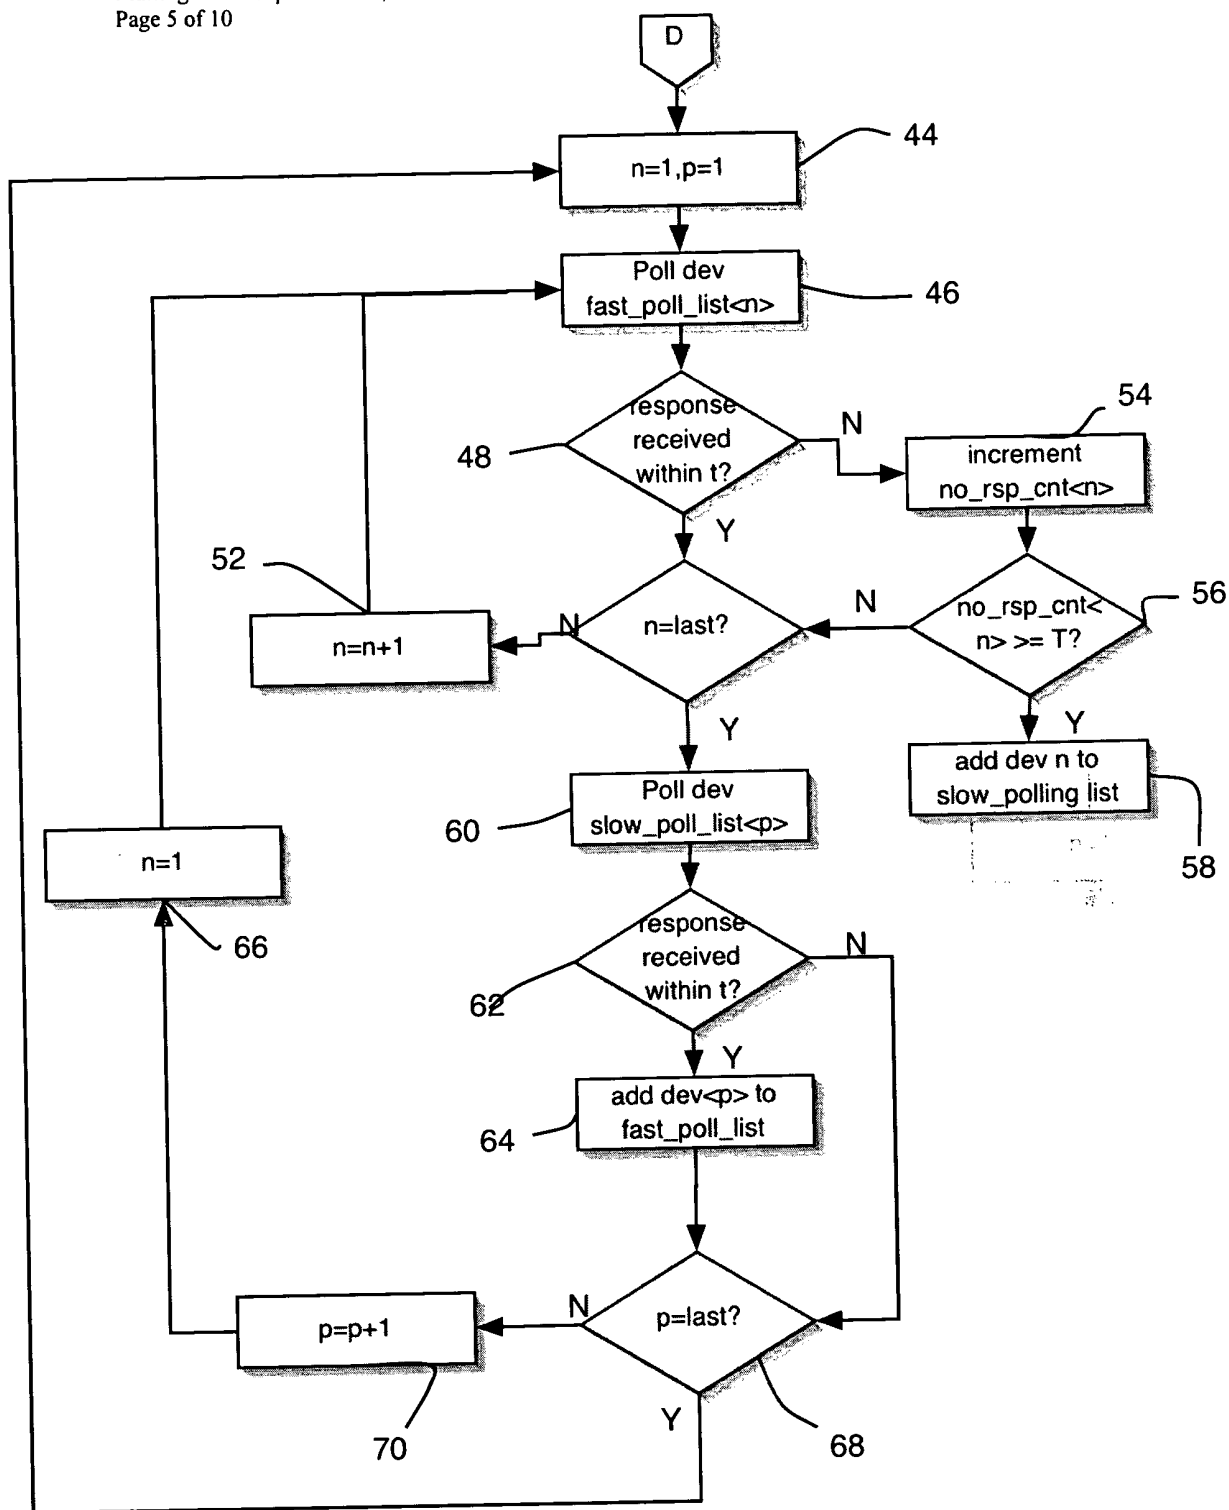 Page 5 of 10
D
n=1,p=1
44
Poll dev
fast_poll_list<n>
46
response
received
within t?
48
N
Y
increment
no_rsp_cnt<n>
54
no_rsp_cnt<
n> >= T?
56
N
Y
n=last?
N
Y
n=n+1
52
add dev n to
slow_polling list
58
Poll dev
slow_poll_list<p>
60
n=1
66
response
received
within t?
62
N
Y
add dev<p> to
fast_poll_list
64
p=last?
68
N
Y
p=p+1
70